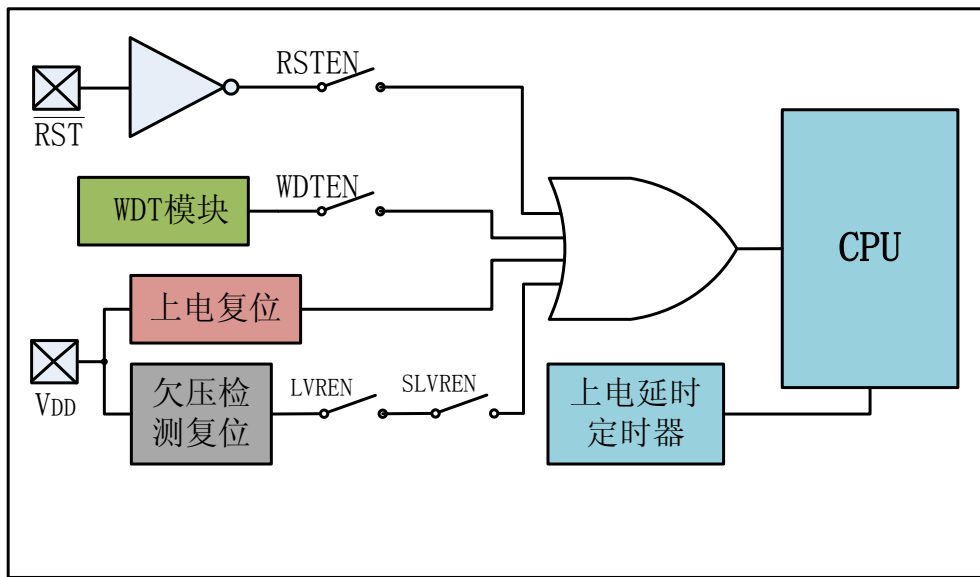 RSTEN
RST
WDT模块
WDTEN
CPU
上电复位
VDD
欠压检
测复位
LVREN
SLVREN
上电延时
定时器